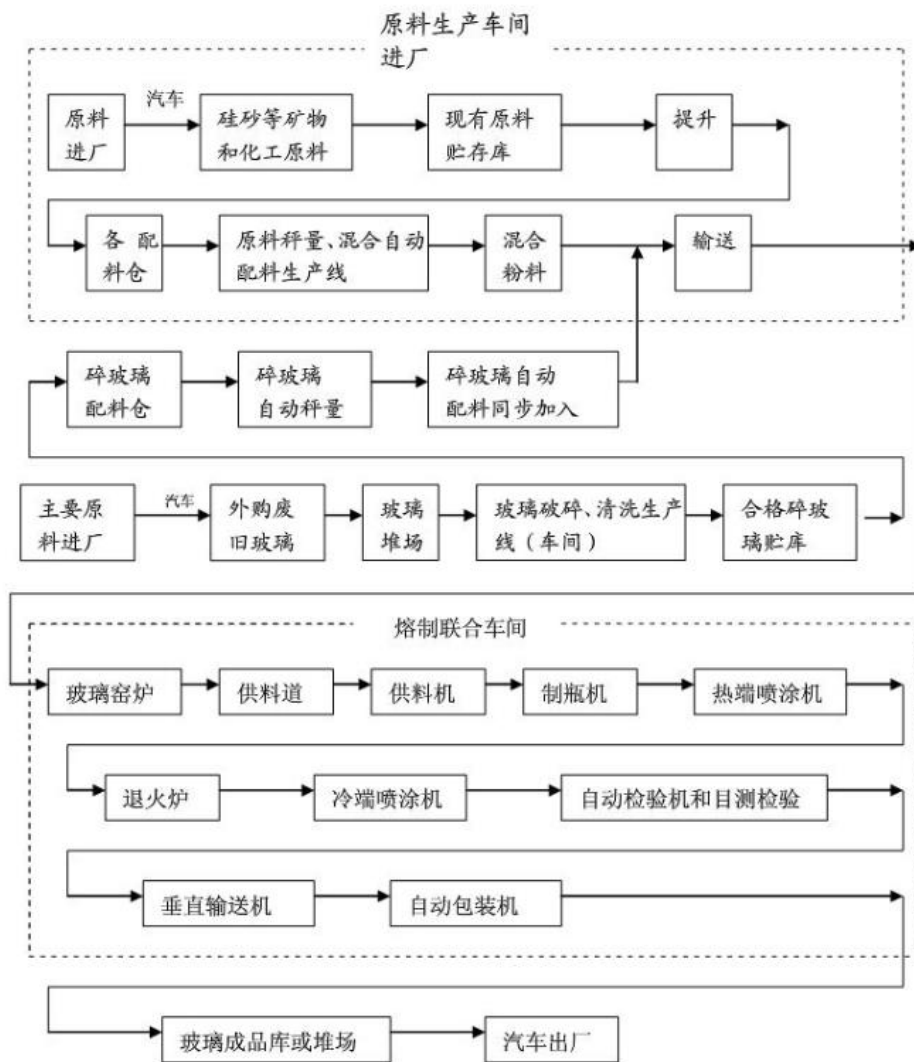 原料生产车间
进厂
汽车
原料
进厂
硅砂等矿物
和化工原料
现有原料
贮存库
提升
各 配
料仓
原料秤量、混合自动
配料生产线
混合
粉料
输送
碎玻璃
配料仓
碎玻璃
自动秤量
碎玻璃自动
配料同步加入
主要原
料进厂
汽车
外购废
旧玻璃
玻璃
堆场
玻璃破碎、清洗生产
线（车间）
合格碎玻
璃贮库
熔制联合车间
玻璃窑炉
供料道
供料机
制瓶机
热端喷涂机
退火炉
冷端喷涂机
自动检验机和目测检验
垂直输送机
自动包装机
玻璃成品库或堆场
汽车出厂